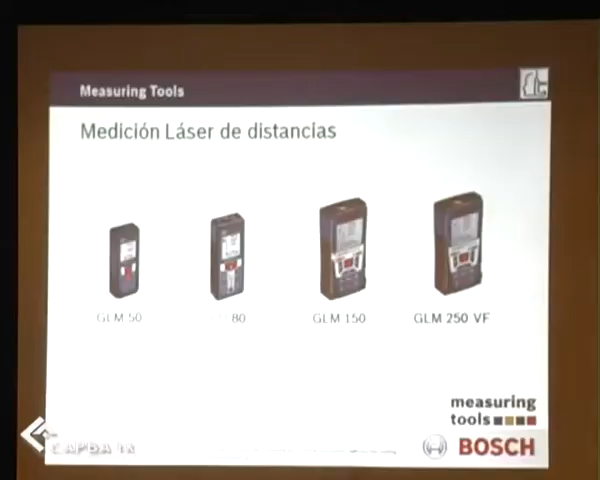 Measuring Tools
Medición Láser de distancias
GLM 50
80
GLM 150
GLM 250 VF
measuring
tools
BOSCH